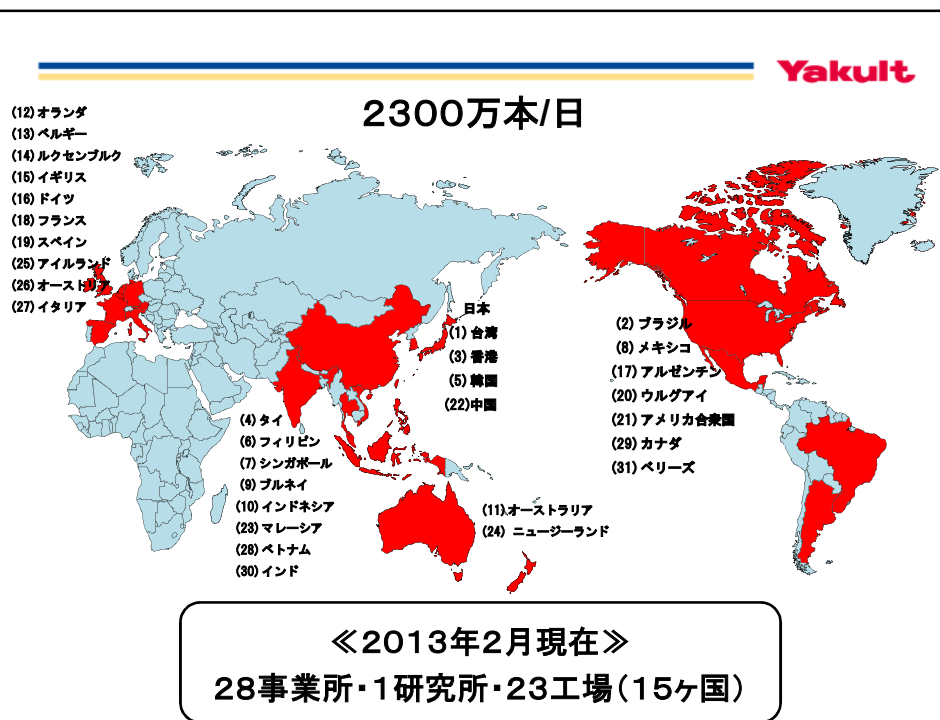 Yakult
2300万本/日
(12)オランダ
(13)ベルギー
(14)ルクセンブルク
(15)イギリス
(16)ドイツ
(18)フランス
(19)スペイン
(25)アイルランド
(26)オーストリア
(27)イタリア
日本
(1)台湾
(3)香港
(5)韓国
(22)中国
(4)タイ
(6)フィリピン
(7)シンガポール
(9)ブルネイ
(10)インドネシア
(23)マレーシア
(28)ベトナム
(30)インド
(11)オーストラリア
(24) ニュージーランド
(2)ブラジル
(8)メキシコ
(17)アルゼンチン
(20)ウルグアイ
(21)アメリカ合衆国
(29)カナダ
(31)ベリーズ
≪2013年2月現在≫
28事業所・1研究所・23工場(15ヶ国)